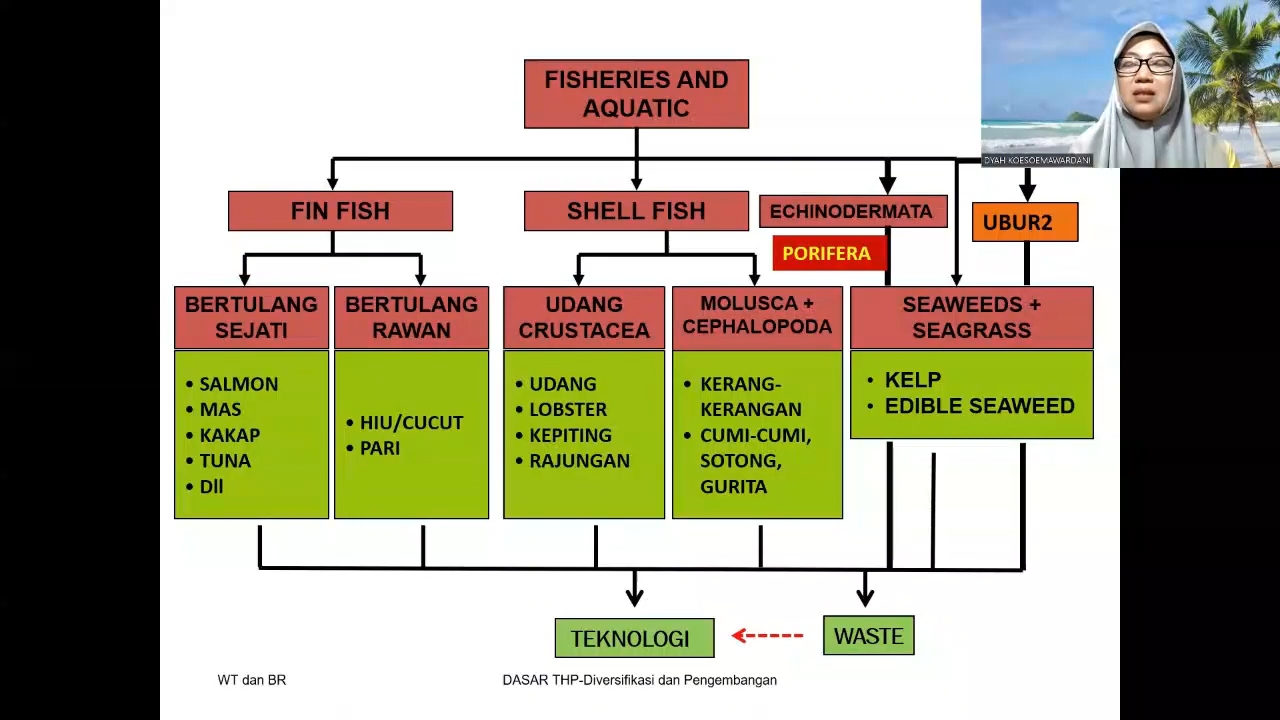 FISHERIES AND
AQUATIC
DYAH KOESOEMAWARDANI
FIN FISH
SHELL FISH
ECHINODERMATA
UBUR2
PORIFERA
BERTULANG
SEJATI
BERTULANG
RAWAN
UDANG
CRUSTACEA
MOLUSCA +
CEPHALOPODA
SEAWEEDS +
SEAGRASS
• SALMON
• MAS
• KAKAP
• TUNA
• Dll
• HIU/CUCUT
• PARI
• UDANG
• LOBSTER
• KEPITING
• RAJUNGAN
• KERANG-
KERANGAN
• CUMI-CUMI,
SOTONG,
GURITA
• KELP
• EDIBLE SEAWEED
TEKNOLOGI
WASTE
WT dan BR
DASAR THP-Diversifikasi dan Pengembangan